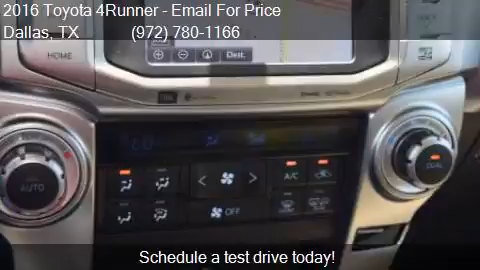 2016 Toyota 4Runner - Email For Price
Dallas, TX (972) 780-1166
HOME
Dest.
JBL
AUTO
DUAL
A/C
OFF
Schedule a test drive today!